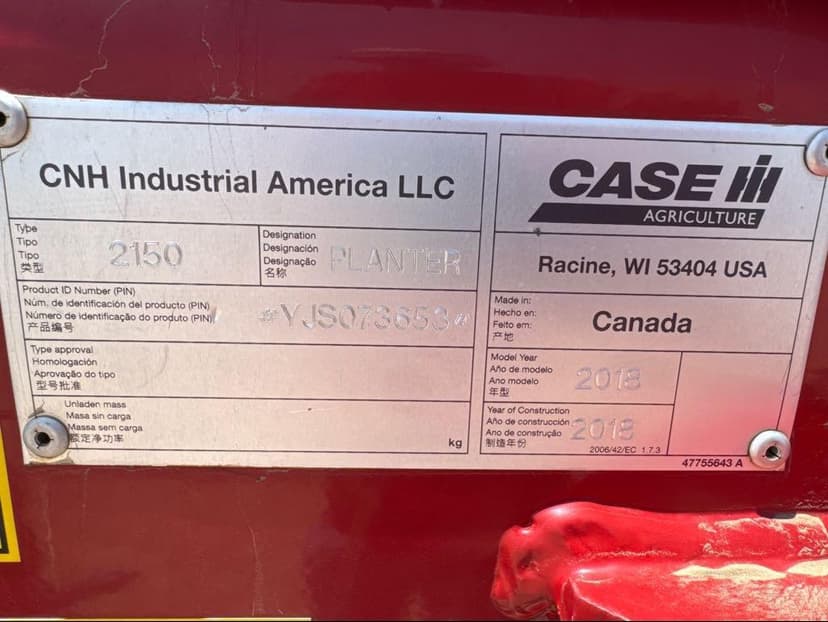 CNH Industrial America LLC
CASE IH
AGRICULTURE
Type
Tipo
Tipo
类型
2150
Designation
Designación
Designação
名称
PLANTER
Racine, WI 53404 USA
Product ID Number (PIN)
Núm. de identificación del producto (PIN)
Número de identificação do produto (PIN)
产品编号
*YJS073653*
Made in:
Hecho en:
Feito em:
产地
Canada
Type approval
Homologación
Aprovação do tipo
型号批准
Model Year
Año de modelo
Ano modelo
年型
2018
Unladen mass
Masa sin carga
Massa sem carga
额定净功率
kg
Year of Construction
Año de construcción
Ano de construção
制造年份
2018
2006/42/EC 1.7.3
47755643 A